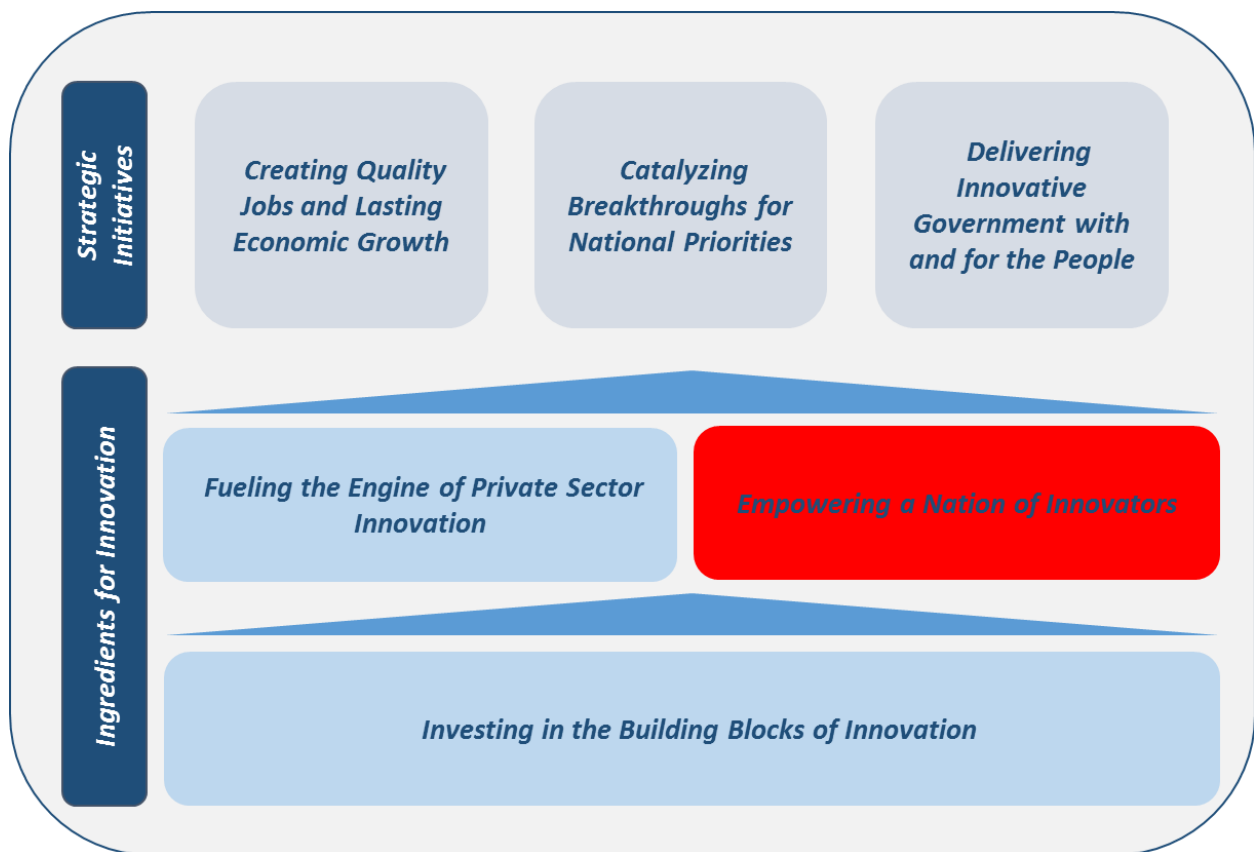 Strategic
Initiatives
Creating Quality
Jobs and Lasting
Economic Growth
Catalyzing
Breakthroughs for
National Priorities
Delivering
Innovative
Government with
and for the People
Ingredients for Innovation
Fueling the Engine of Private Sector
Innovation
Empowering a Nation of Innovators
Investing in the Building Blocks of Innovation